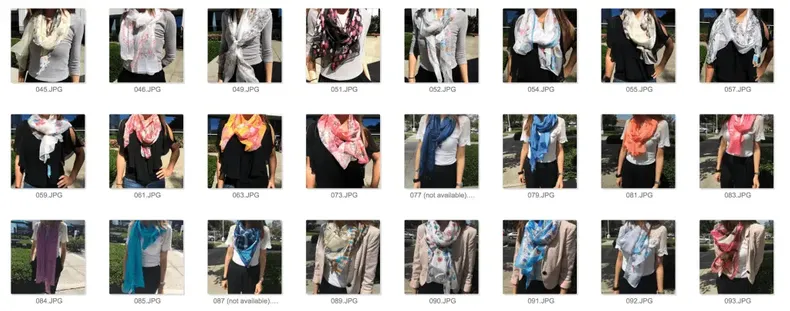 045.JPG
046.JPG
049.JPG
051.JPG
052.JPG
054.JPG
055.JPG
057.JPG
059.JPG
061.JPG
063.JPG
073.JPG
077 (not available)....
079.JPG
081.JPG
083.JPG
084.JPG
085.JPG
087 (not available)....
089.JPG
090.JPG
091.JPG
092.JPG
093.JPG